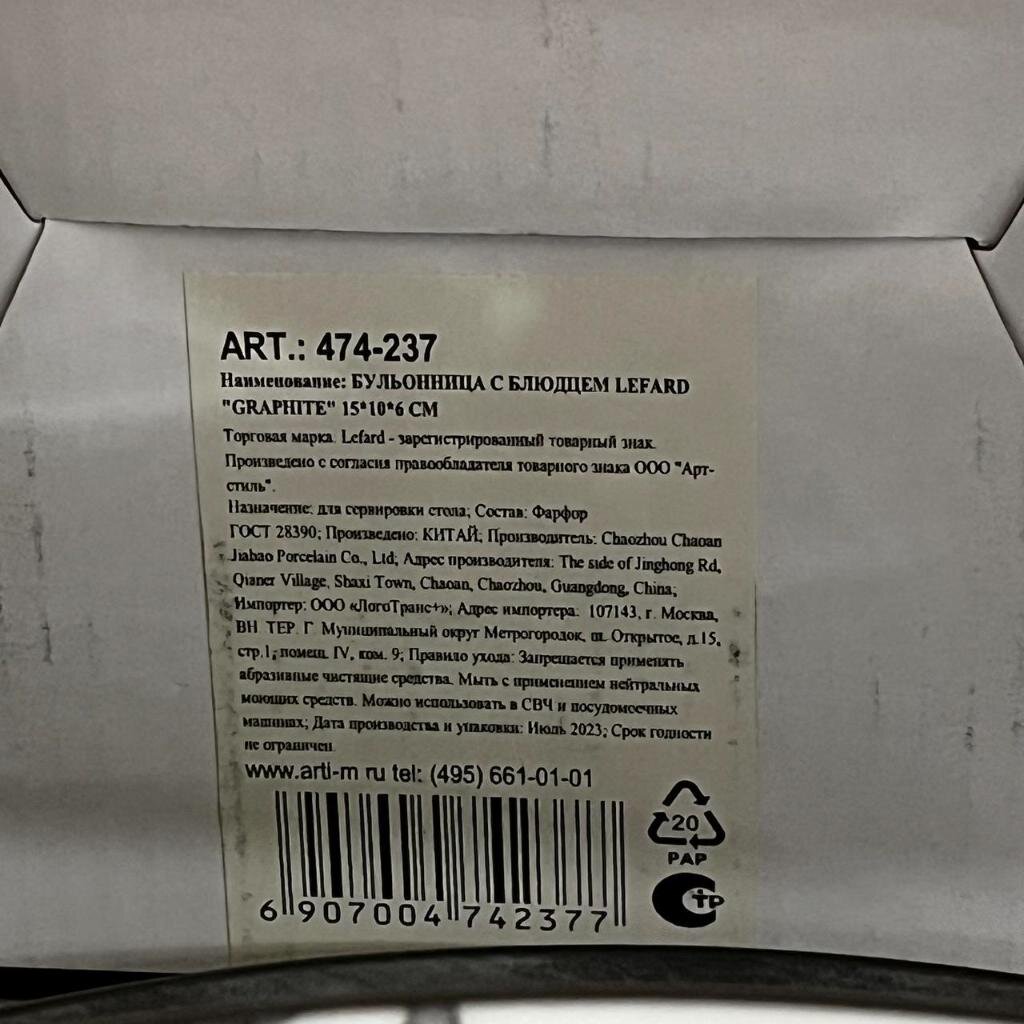 ART.: 474-237
Наименование: БУЛЬОННИЦА С БЛЮДЦЕМ LEFARD
"GRAPHITE" 15*10*6 СМ
Торговая марка: Lefard - зарегистрированный товарный знак.
Произведено с согласия правообладателя товарного знака ООО "Арт-
стиль".
Назначение: для сервировки стола; Состав: Фарфор
ГОСТ 28390; Произведено: КИТАЙ; Производитель: Chaozhou Chaoan
Jiabao Porcelain Co., Ltd; Адрес производителя: The side of Jinghong Rd,
Qianer Village, Shaxi Town, Chaoan, Chaozhou, Guangdong, China;
Импортер: ООО «ЛогоТранс+»; Адрес импортера: 107143, г. Москва,
ВН. ТЕР. Г. Муниципальный округ Метрогородок, ш. Открытое, д.15,
стр.1, помещ. IV, ком. 9; Правило ухода: Запрещается применять
абразивные чистящие средства. Мыть с применением нейтральных
моющих средств. Можно использовать в СВЧ и посудомоечных
машинах; Дата производства и упаковки: Июль 2023; Срок годности
не ограничен.
www.arti-m.ru tel: (495) 661-01-01
20
PAP
6 907004 742377
СТР